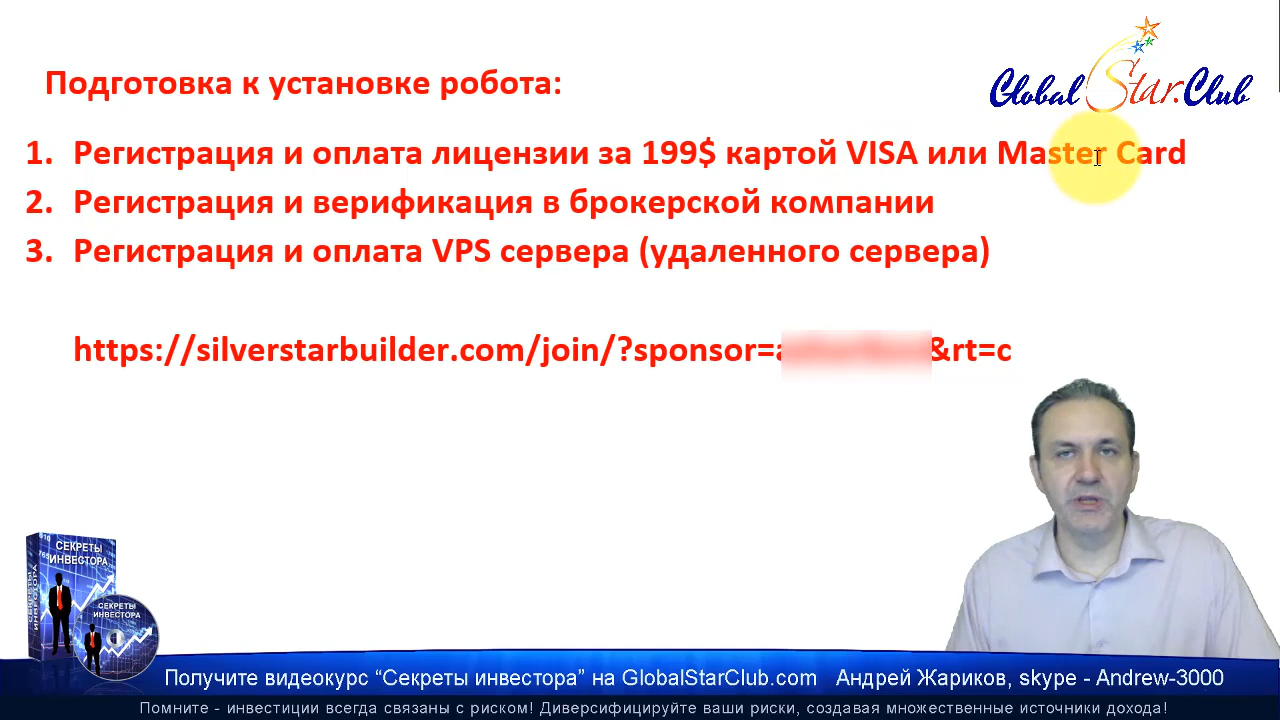 Global Star.Club
Подготовка к установке робота:
1. Регистрация и оплата лицензии за 199$ картой VISA или Master Card
2. Регистрация и верификация в брокерской компании
3. Регистрация и оплата VPS сервера (удаленного сервера)
https://silverstarbuilder.com/join/?sponsor= &rt=c
СЕКРЕТЫ
ИНВЕСТОРА
СЕКРЕТЫ
ИНВЕСТОРА
Получите видеокурс “Секреты инвестора” на GlobalStarClub.com Андрей Жариков, skype - Andrew-3000
Помните - инвестиции всегда связаны с риском! Диверсифицируйте ваши риски, создавая множественные источники дохода!